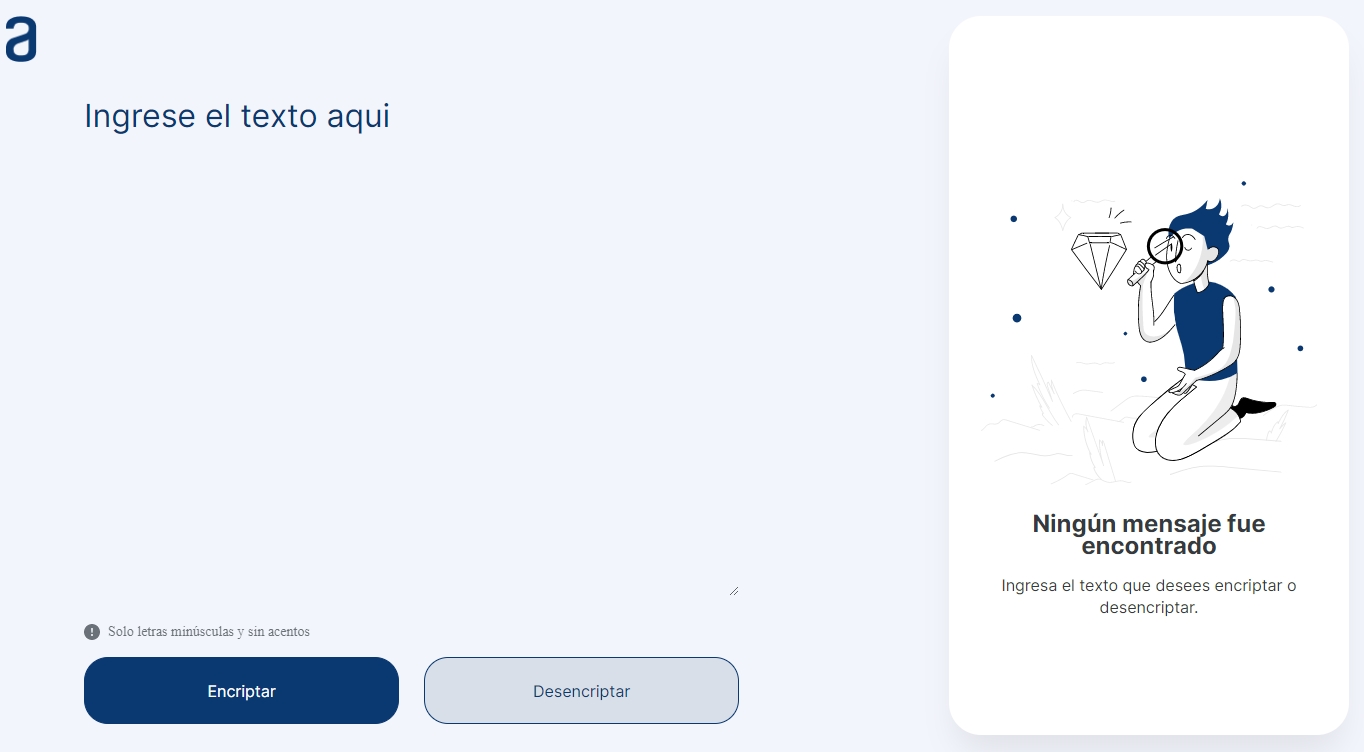 a
Ingrese el texto aqui
Solo letras minúsculas y sin acentos
Encriptar
Desencriptar
Ningún mensaje fue
encontrado
Ingresa el texto que desees encriptar o
desencriptar.